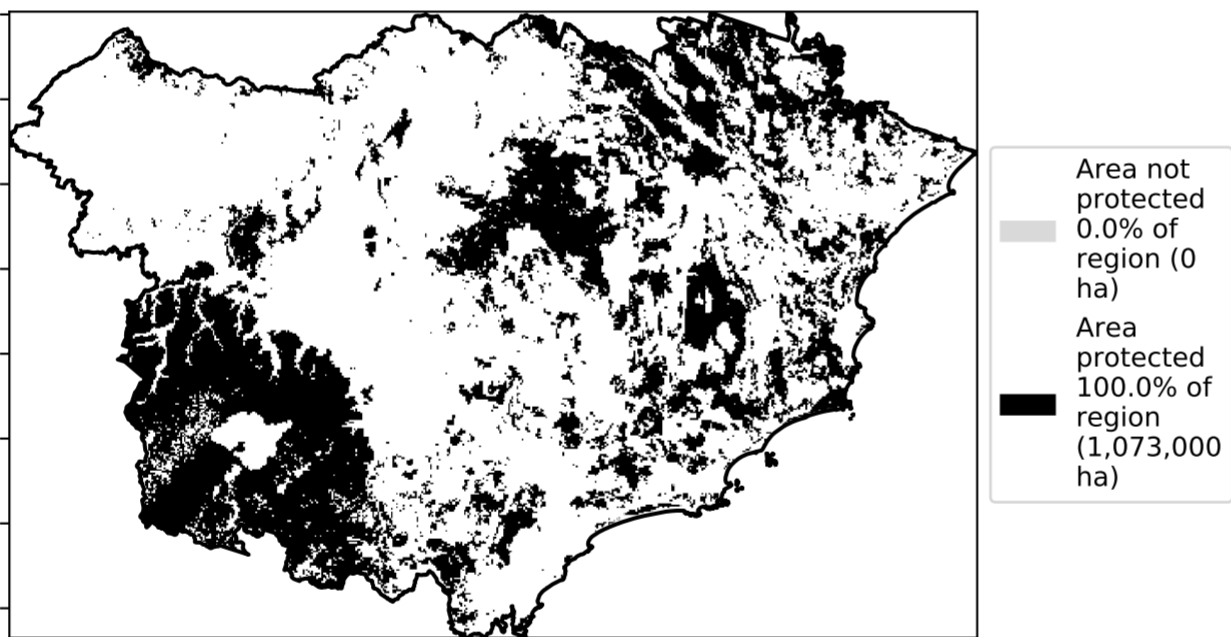 Area not
protected
0.0% of
region (0
ha)
Area
protected
100.0% of
region
(1,073,000
ha)